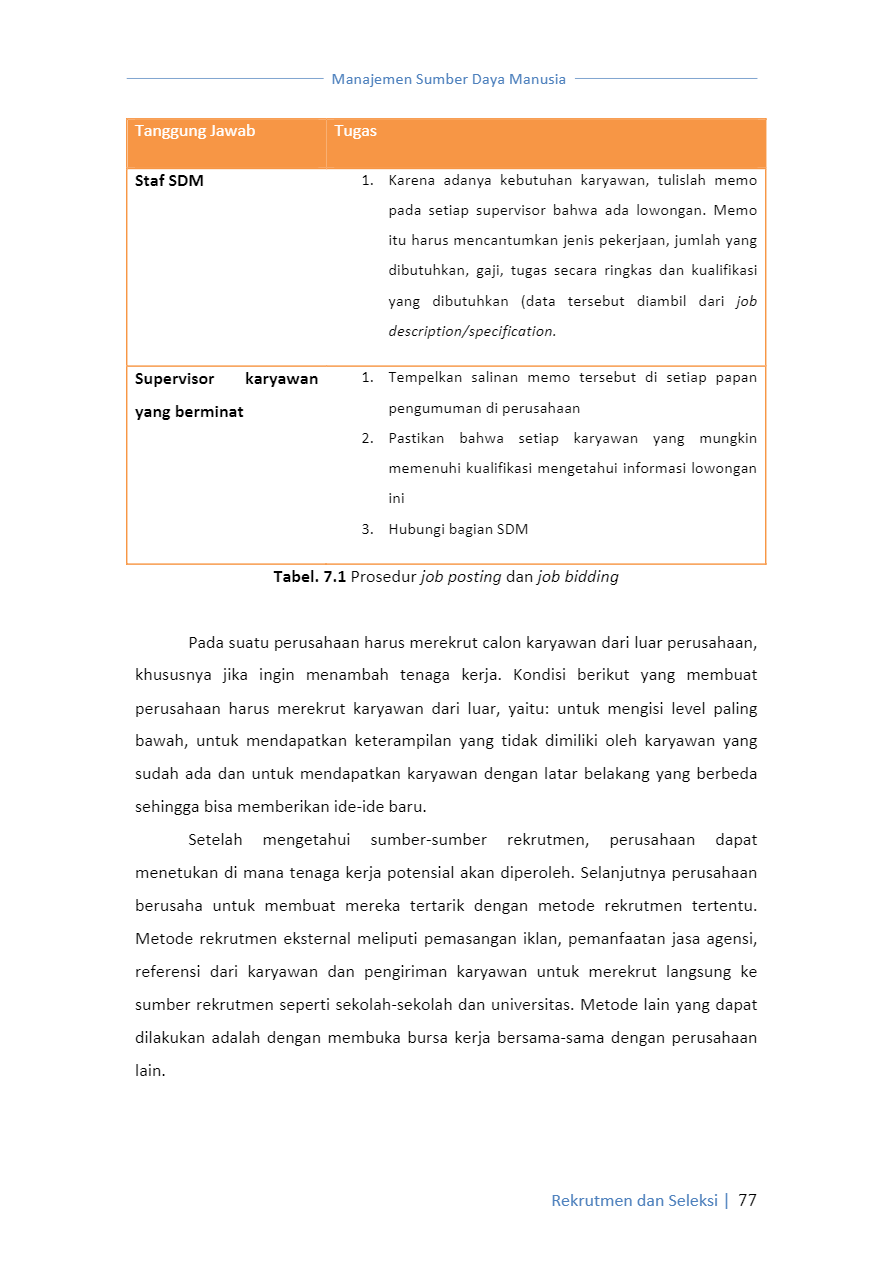 Manajemen Sumber Daya Manusia
Tanggung Jawab Tugas
Staf SDM 1. Karena adanya kebutuhan karyawan, tulislah memo
pada setiap supervisor bahwa ada lowongan. Memo
itu harus mencantumkan jenis pekerjaan, jumlah yang
dibutuhkan, gaji, tugas secara ringkas dan kualifikasi
yang dibutuhkan (data tersebut diambil dari job
description/specification.
Supervisor karyawan
yang berminat
1. Tempelkan salinan memo tersebut di setiap papan
pengumuman di perusahaan
2. Pastikan bahwa setiap karyawan yang mungkin
memenuhi kualifikasi mengetahui informasi lowongan
ini
3. Hubungi bagian SDM
Tabel. 7.1 Prosedur job posting dan job bidding
Pada suatu perusahaan harus merekrut calon karyawan dari luar perusahaan,
khususnya jika ingin menambah tenaga kerja. Kondisi berikut yang membuat
perusahaan harus merekrut karyawan dari luar, yaitu: untuk mengisi level paling
bawah, untuk mendapatkan keterampilan yang tidak dimiliki oleh karyawan yang
sudah ada dan untuk mendapatkan karyawan dengan latar belakang yang berbeda
sehingga bisa memberikan ide-ide baru.
Setelah mengetahui sumber-sumber rekrutmen, perusahaan dapat
menetukan di mana tenaga kerja potensial akan diperoleh. Selanjutnya perusahaan
berusaha untuk membuat mereka tertarik dengan metode rekrutmen tertentu.
Metode rekrutmen eksternal meliputi pemasangan iklan, pemanfaatan jasa agensi,
referensi dari karyawan dan pengiriman karyawan untuk merekrut langsung ke
sumber rekrutmen seperti sekolah-sekolah dan universitas. Metode lain yang dapat
dilakukan adalah dengan membuka bursa kerja bersama-sama dengan perusahaan
lain.
Rekrutmen dan Seleksi | 77